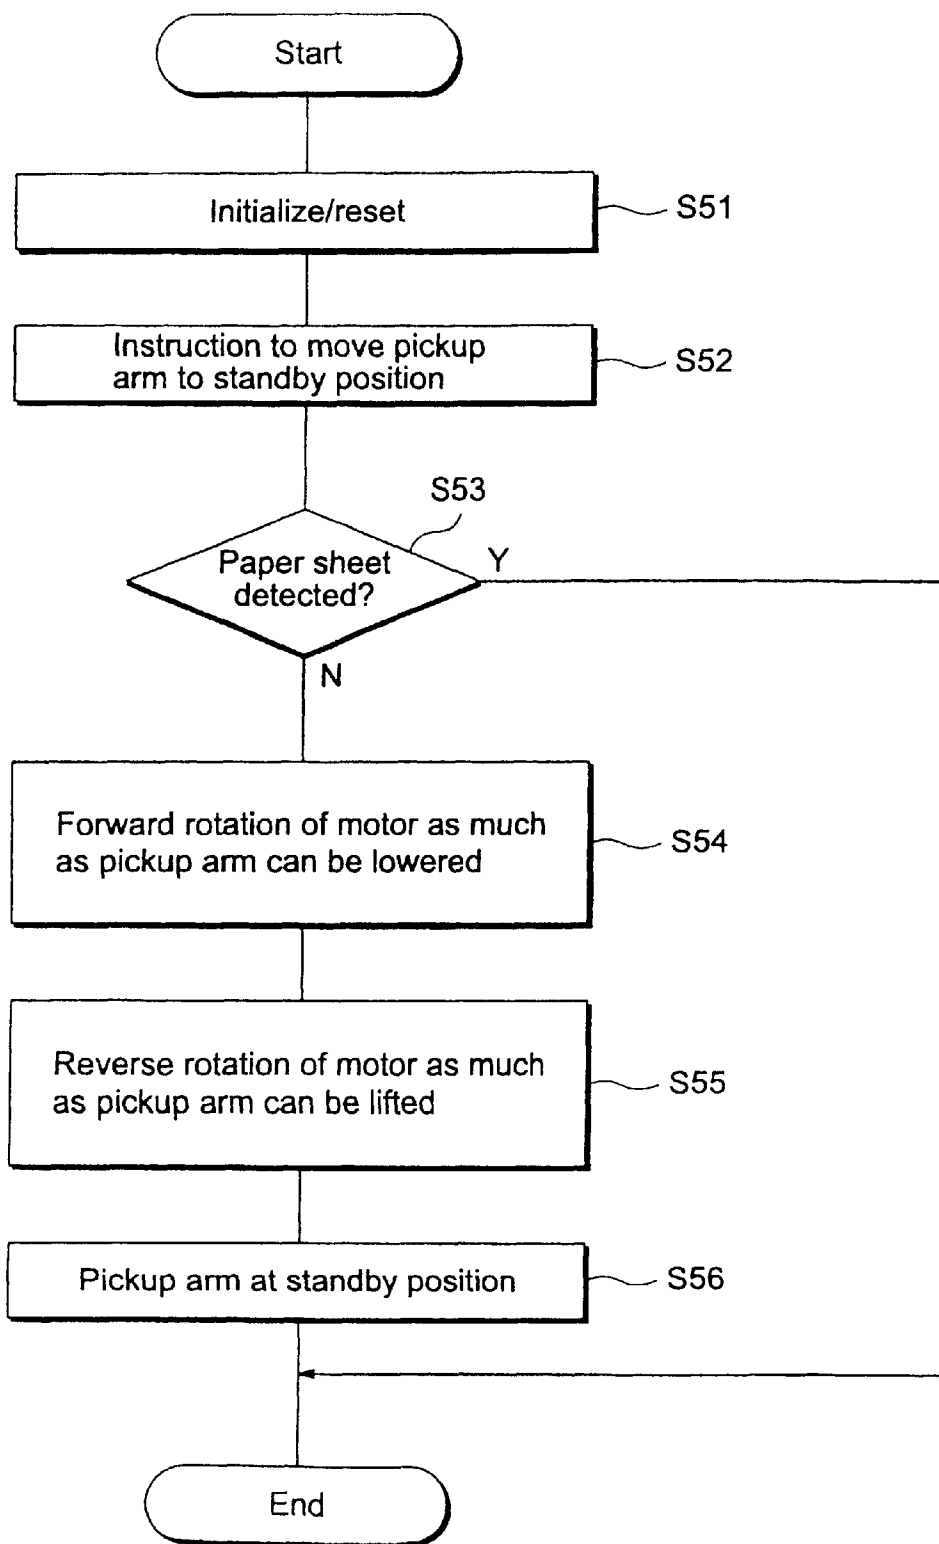 Start
Initialize/reset
S51
Instruction to move pickup
arm to standby position
S52
S53
Paper sheet
detected?
Y
N
Forward rotation of motor as much
as pickup arm can be lowered
S54
Reverse rotation of motor as much
as pickup arm can be lifted
S55
Pickup arm at standby position
S56
End